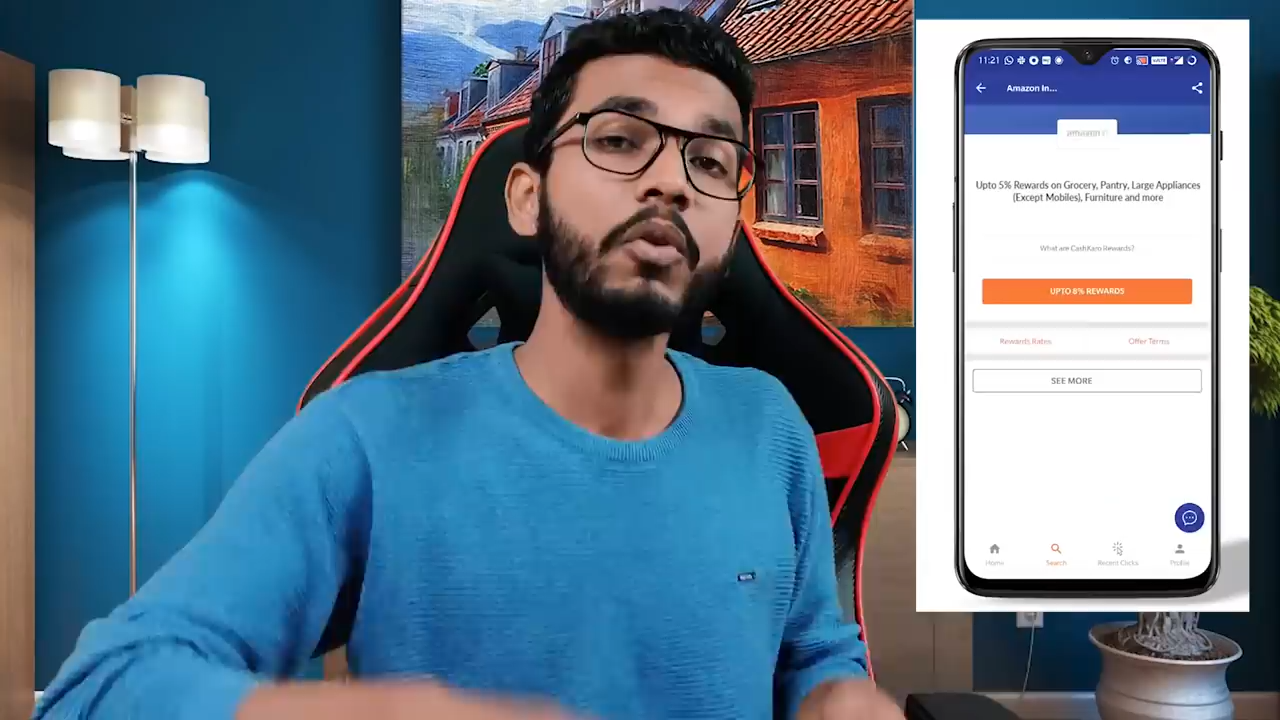 11:21
Amazon In...
amazon
Upto 5% Rewards on Grocery, Pantry, Large Appliances
(Except Mobiles), Furniture and more
What are CashKaro Rewards?
UPTO 8% REWARDS
Rewards Rates
Offer Terms
SEE MORE
Home
Search
Recent Clicks
Profile